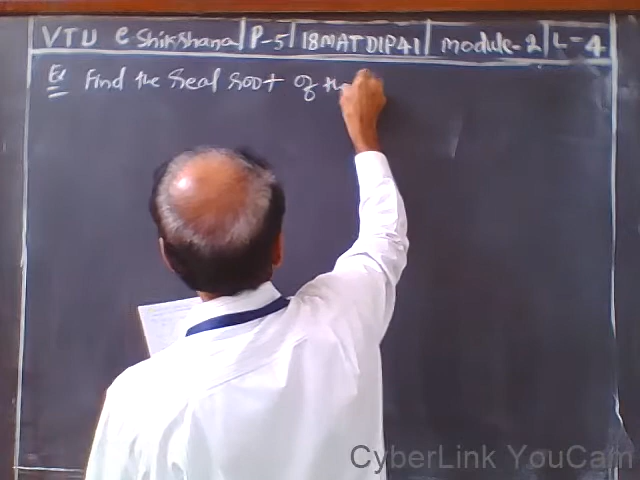 VTU e Shikshana | P-5 | 18MATDIP41 | module-2 | L-4
Ex Find the real root of the
CyberLink YouCam